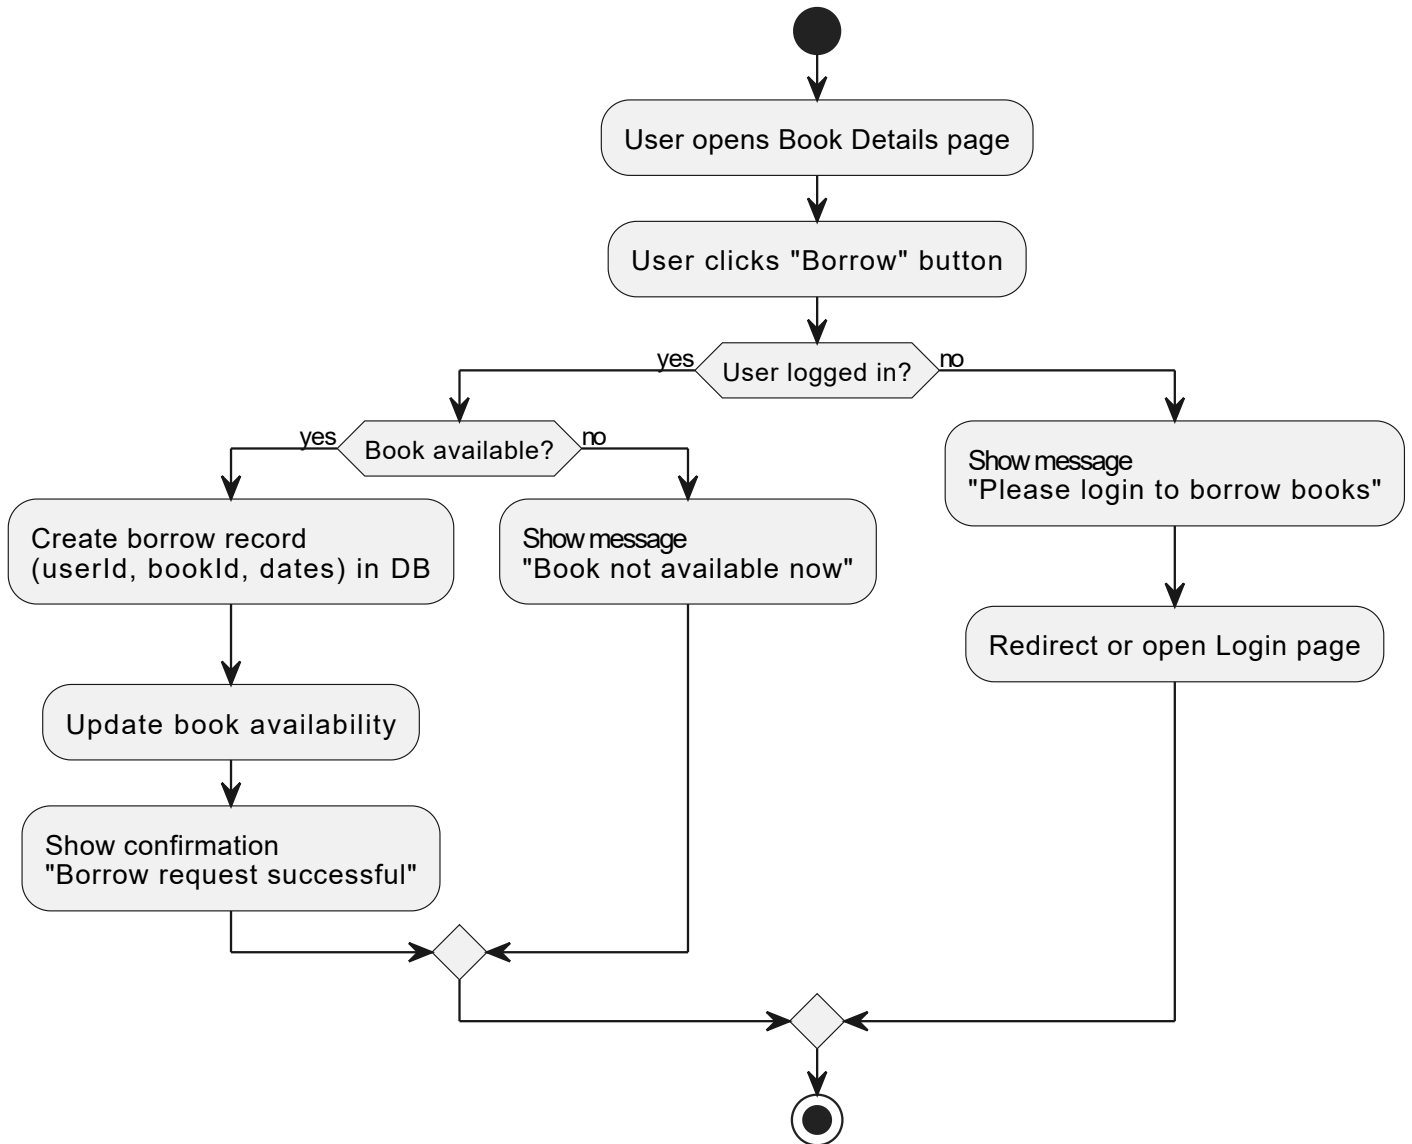 User opens Book Details page
User clicks "Borrow" button
yes
User logged in?
no
yes
Book available?
no
Show message
"Please login to borrow books"
Create borrow record
(userId, bookId, dates) in DB
Show message
"Book not available now"
Redirect or open Login page
Update book availability
Show confirmation
"Borrow request successful"